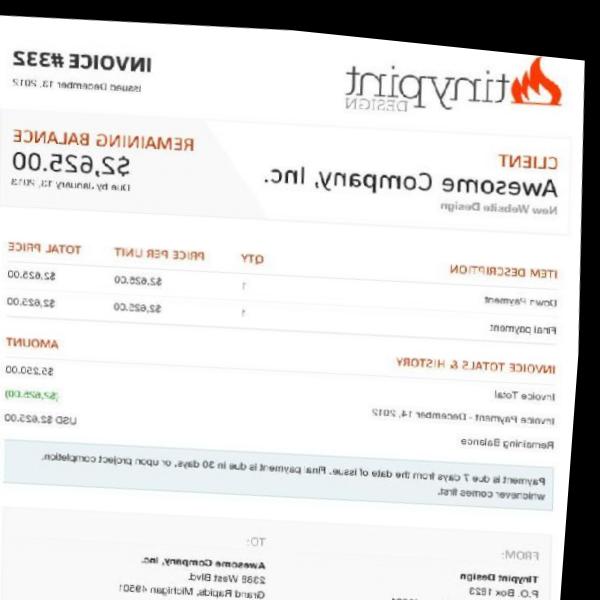 tinypint
DESIGN
INVOICE #332
Issued December 13, 2012
CLIENT
Awesome Company, Inc.
New Website Design
REMAINING BALANCE
$2,625.00
Due by January 13, 2013
ITEM DESCRIPTION QTY PRICE PER UNIT TOTAL PRICE
Down Payment 1 $2,625.00 $2,625.00
Final payment 1 $2,625.00 $2,625.00
INVOICE TOTALS & HISTORY AMOUNT
Invoice Total $5,250.00
Invoice Payment - December 14, 2012 ($2,625.00)
Remaining Balance USD $2,625.00
Payment is due 7 days from the date of issue. Final payment is due in 30 days, or upon project completion,
whichever comes first.
FROM:
Tinypint Design
P.O. Box 1623
TO:
Awesome Company, Inc.
2388 West Blvd.
Grand Rapids, Michigan 49501